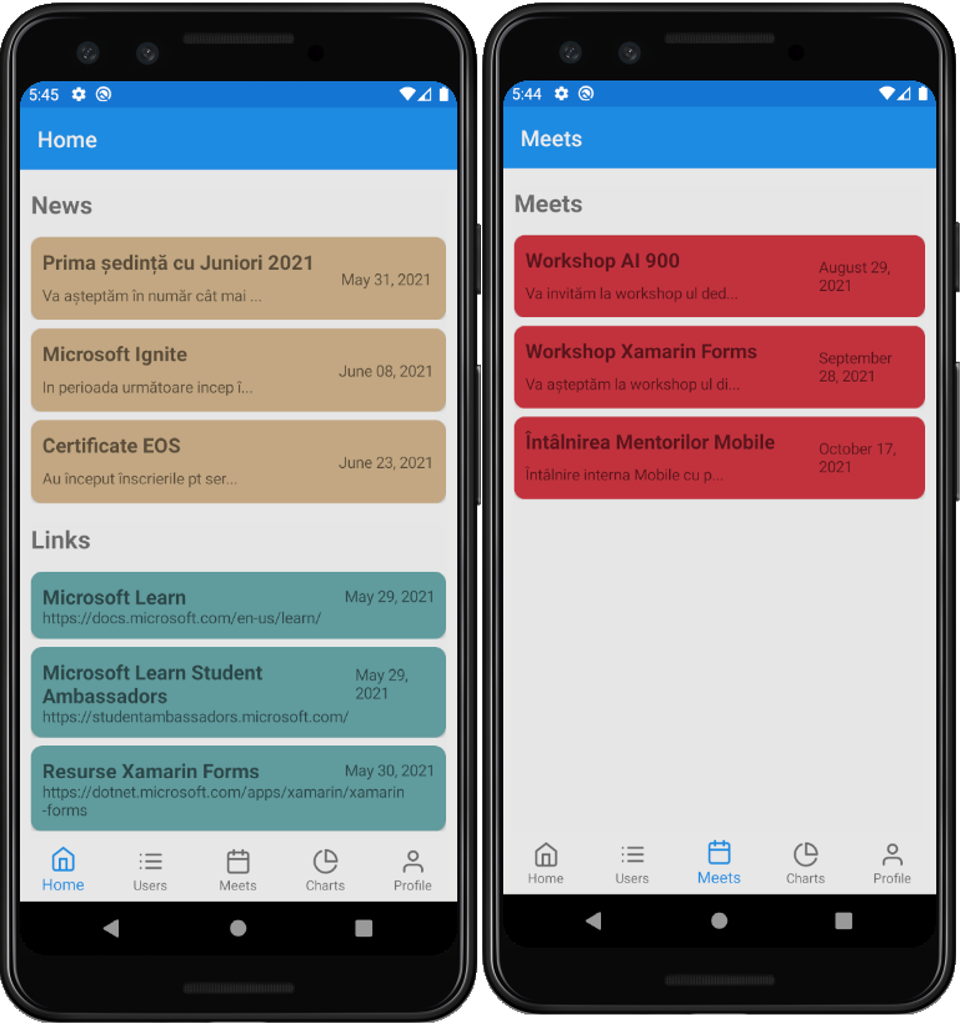 5:45
Home
News
Prima ședință cu Juniori 2021
May 31, 2021
Va așteptăm în număr cât mai ...
Microsoft Ignite
June 08, 2021
In perioada următoare incep î...
Certificate EOS
June 23, 2021
Au început înscrierile pt ser...
Links
Microsoft Learn
May 29, 2021
https://docs.microsoft.com/en-us/learn/
Microsoft Learn Student
Ambassadors
May 29,
2021
https://studentambassadors.microsoft.com/
Resurse Xamarin Forms
May 30, 2021
https://dotnet.microsoft.com/apps/xamarin/xamarin
-forms
Home Users Meets Charts Profile
5:44
Meets
Meets
Workshop AI 900
August 29,
2021
Va invităm la workshop ul ded...
Workshop Xamarin Forms
September
28, 2021
Va așteptăm la workshop ul di...
Întâlnirea Mentorilor Mobile
October 17,
2021
Întâlnire interna Mobile cu p...
Home Users Meets Charts Profile